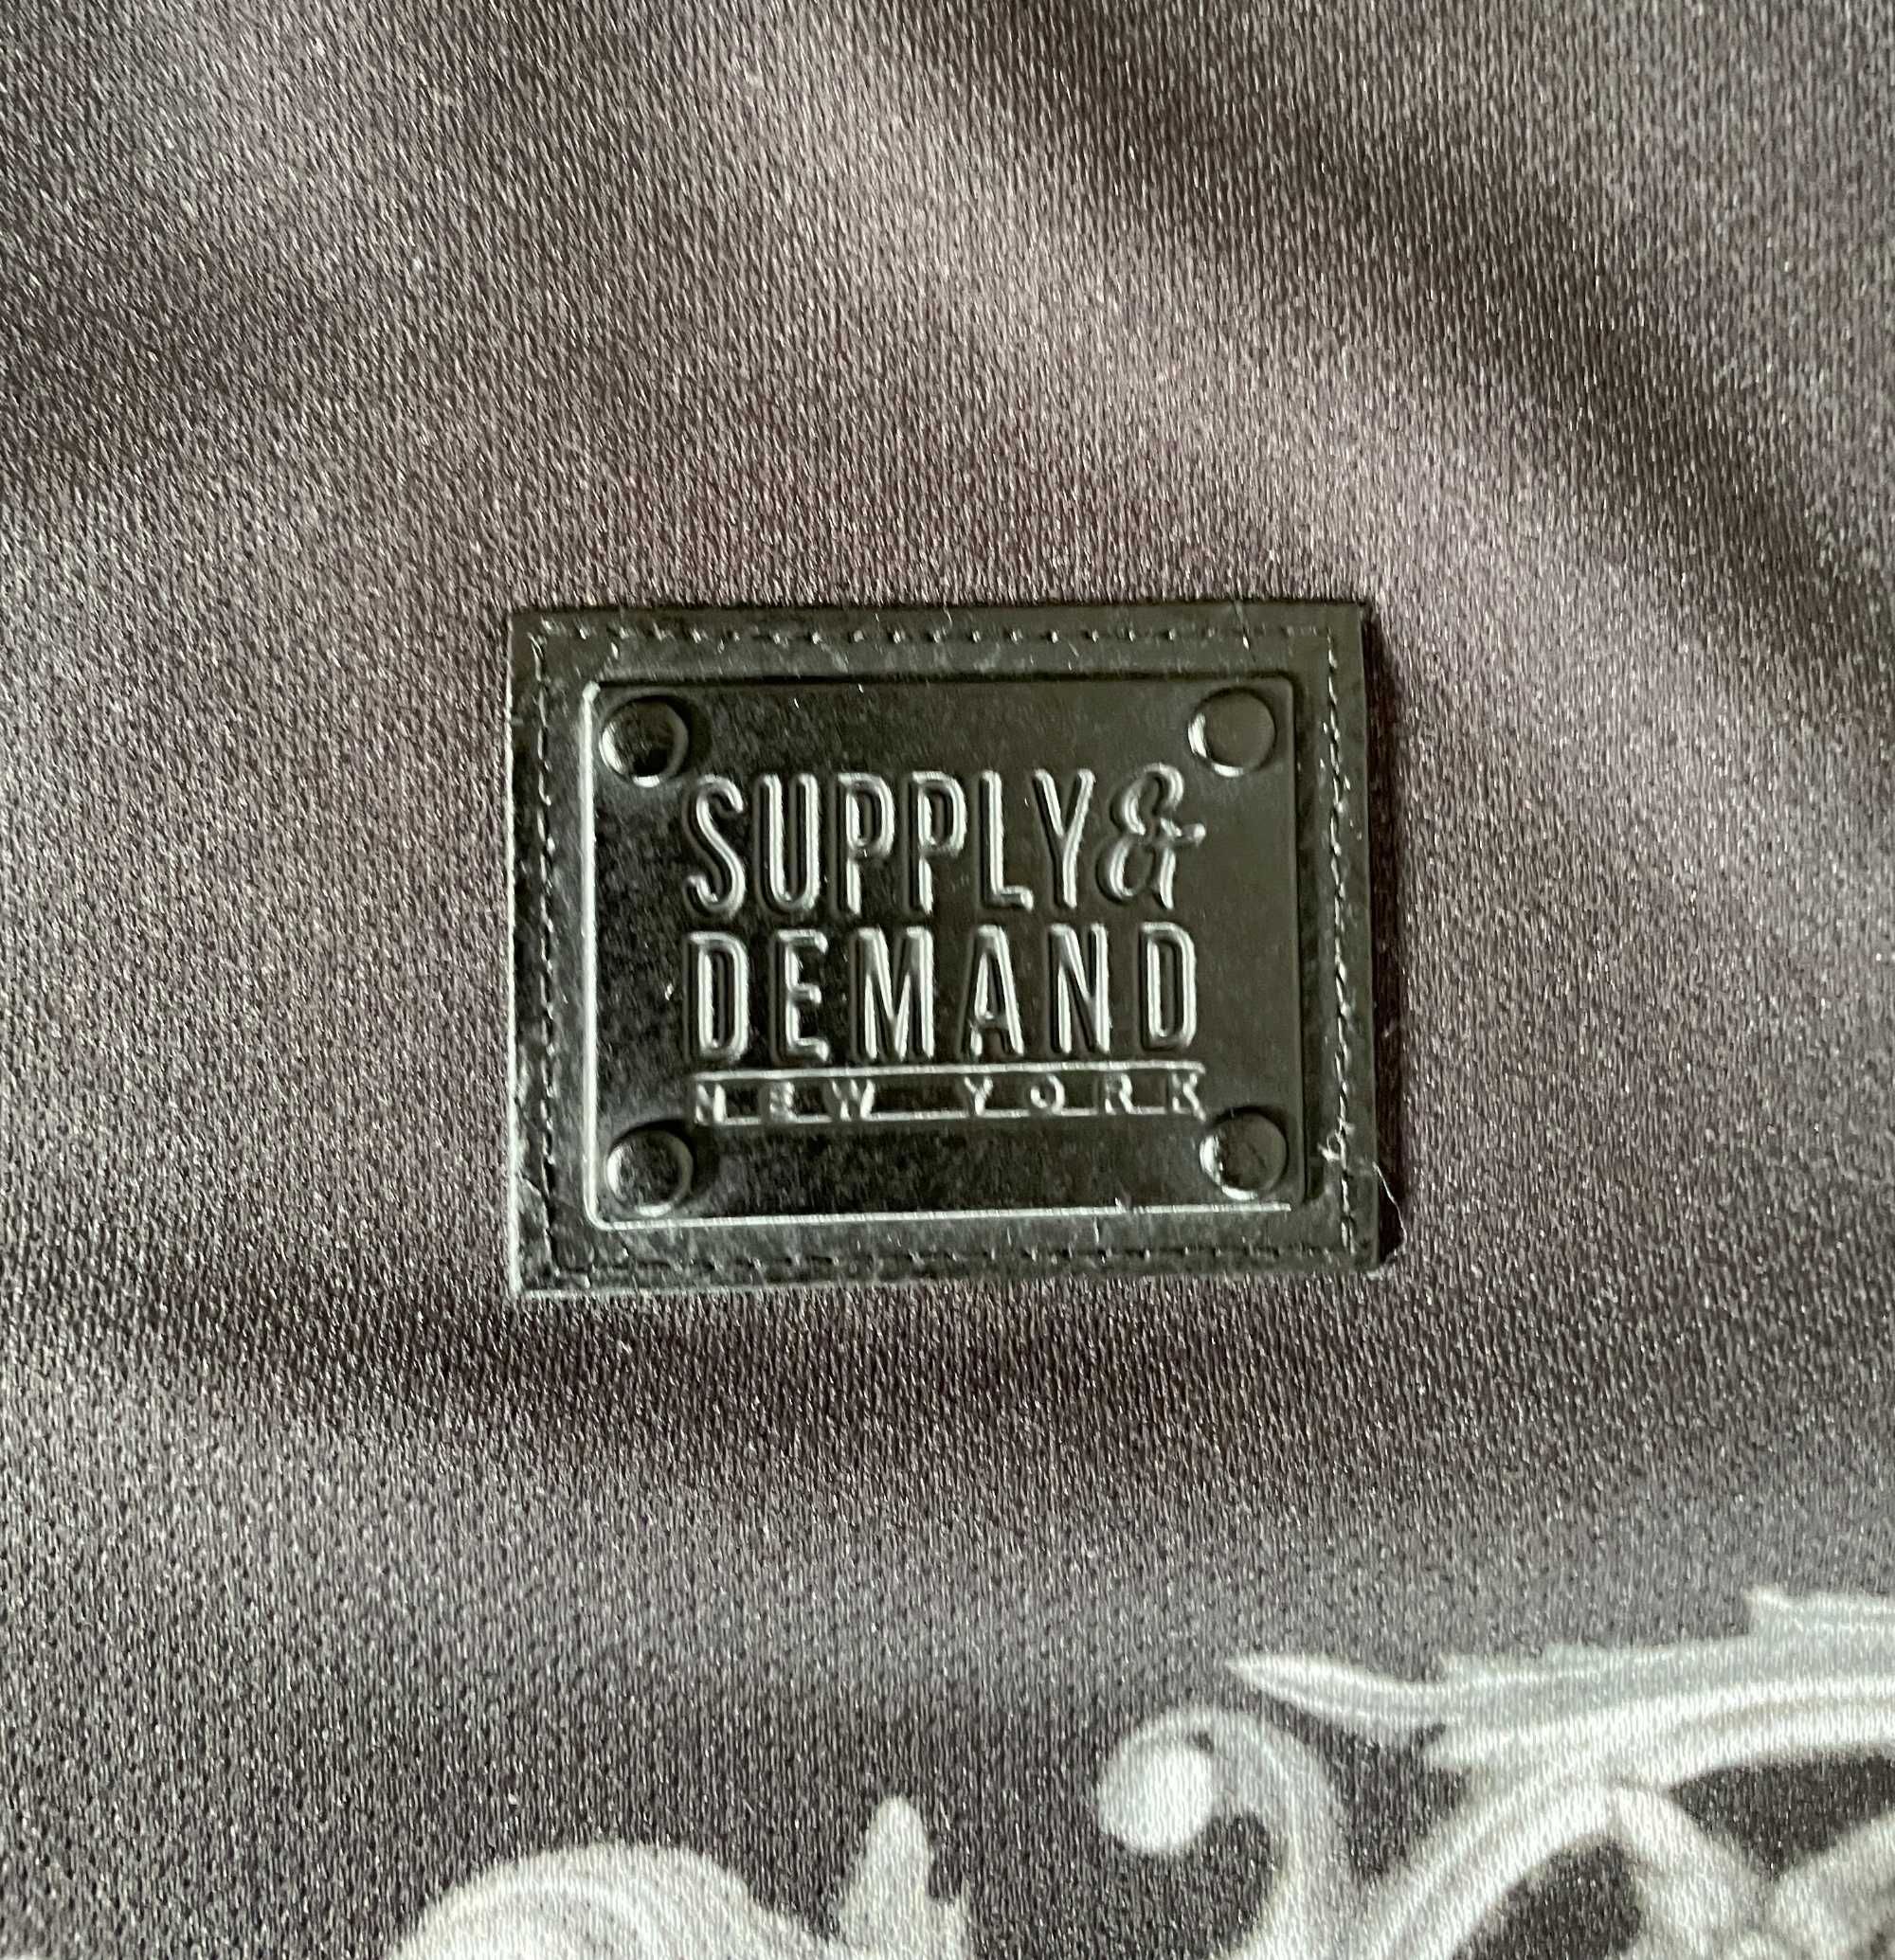 SUPPLY&
DEMAND
NEW YORK